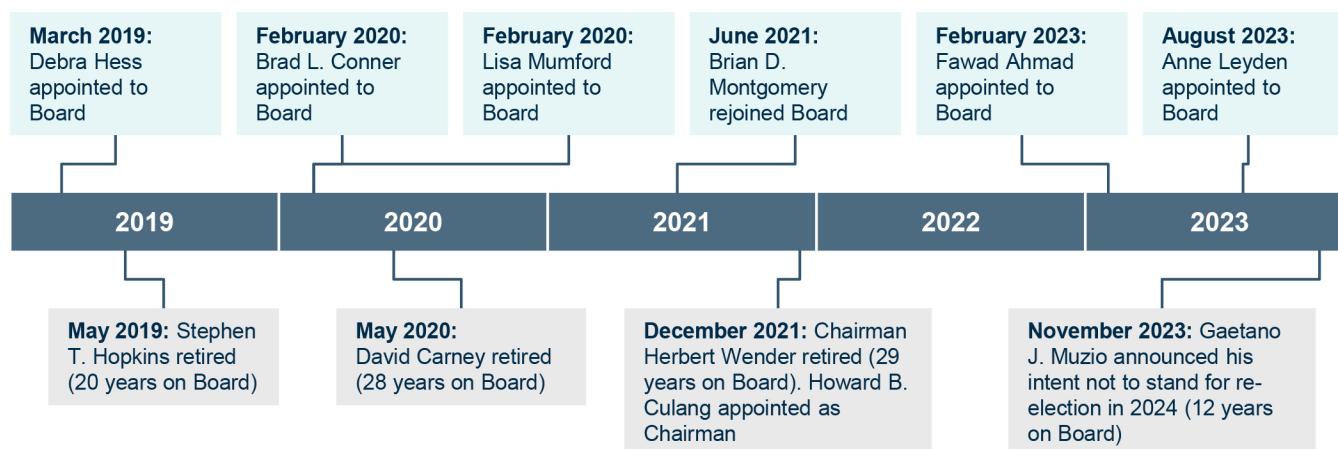 March 2019:
Debra Hess
appointed to
Board
February 2020:
Brad L. Conner
appointed to
Board
February 2020:
Lisa Mumford
appointed to
Board
June 2021:
Brian D.
Montgomery
rejoined Board
February 2023:
Fawad Ahmad
appointed to
Board
August 2023:
Anne Leyden
appointed to
Board
2019
2020
2021
2022
2023
May 2019: Stephen
T. Hopkins retired
(20 years on Board)
May 2020:
David Carney retired
(28 years on Board)
December 2021: Chairman
Herbert Wender retired (29
years on Board). Howard B.
Culang appointed as
Chairman
November 2023: Gaetano
J. Muzio announced his
intent not to stand for re-
election in 2024 (12 years
on Board)